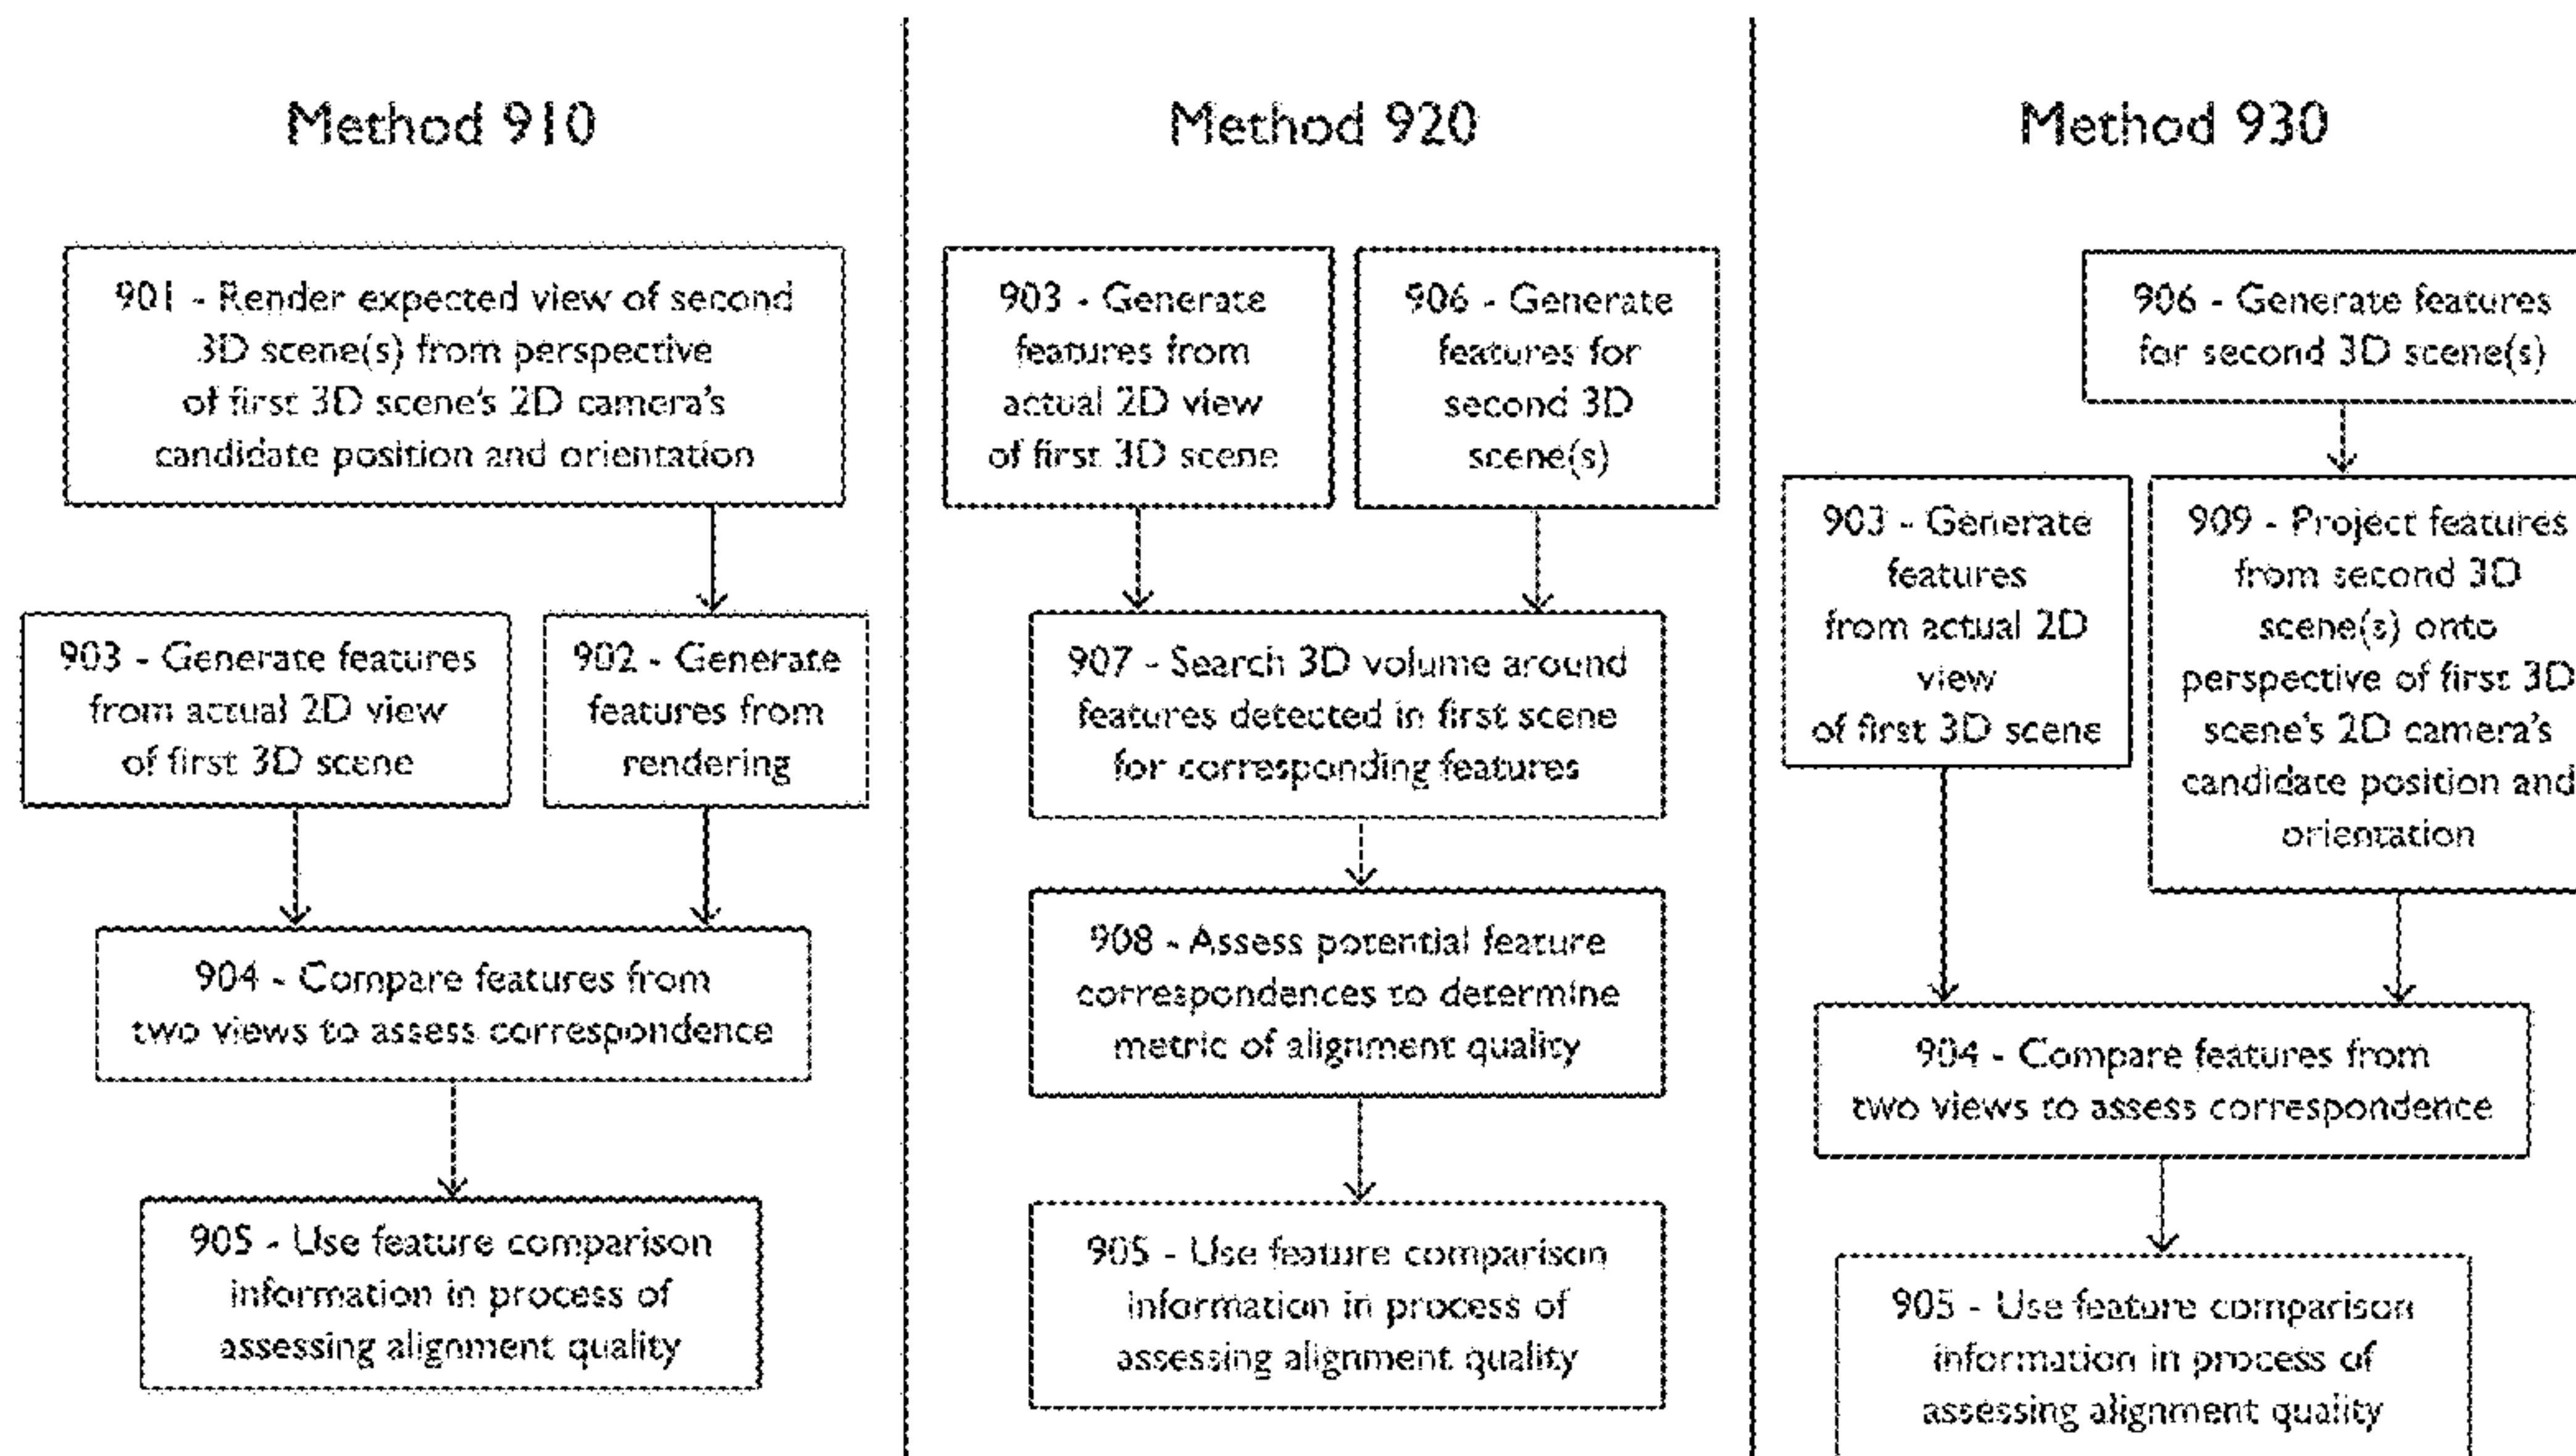 Method 910
901 - Render expected view of second
3D scene(s) from perspective
of first 3D scene's 2D camera's
candidate position and orientation
903 - Generate features
from actual 2D view
of first 3D scene
902 - Generate
features from
rendering
904 - Compare features from
two views to assess correspondence
905 - Use feature comparison
information in process of
assessing alignment quality
Method 920
903 - Generate
features from
actual 2D view
of first 3D scene
906 - Generate
features for
second 3D
scene(s)
907 - Search 3D volume around
features detected in first scene
for corresponding features
908 - Assess potential feature
correspondences to determine
metric of alignment quality
905 - Use feature comparison
information in process of
assessing alignment quality
Method 930
906 - Generate features
for second 3D scene(s)
903 - Generate
features
from actual 2D
view
of first 3D scene
909 - Project features
from second 3D
scene(s) onto
perspective of first 3D
scene's 2D camera's
candidate position and
orientation
904 - Compare features from
two views to assess correspondence
905 - Use feature comparison
information in process of
assessing alignment quality